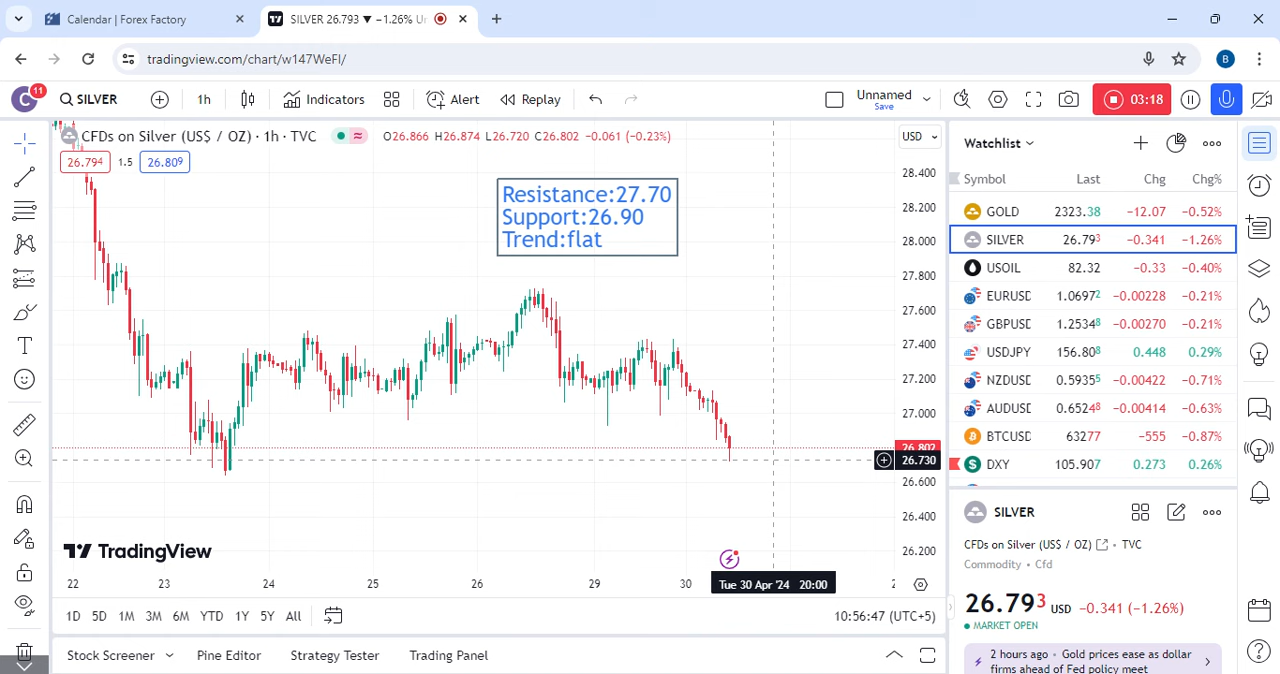 Calendar | Forex Factory
SILVER 26.793 ▼ −1.26% Un
tradingview.com/chart/w147WeFI/
B
C
11
SILVER
1h
Indicators
Alert
Replay
Unnamed
Save
03:18
CFDs on Silver (US$ / OZ) · 1h · TVC
O26.866 H26.874 L26.720 C26.802 −0.061 (−0.23%)
26.794 1.5 26.809
USD
Resistance:27.70
Support:26.90
Trend:flat
28.400
28.200
28.000
27.800
27.600
27.400
27.200
27.000
26.802
26.730
26.600
26.400
26.200
TradingView
22 23 24 25 26 29 30
Tue 30 Apr '24 20:00
1D 5D 1M 3M 6M YTD 1Y 5Y All
10:56:47 (UTC+5)
Stock Screener Pine Editor Strategy Tester Trading Panel
Watchlist
Symbol Last Chg Chg%
GOLD 2323.38 −12.07 −0.52%
SILVER 26.793 −0.341 −1.26%
USOIL 82.32 −0.33 −0.40%
EURUSD 1.06972 −0.00228 −0.21%
GBPUSD 1.25348 −0.00270 −0.21%
USDJPY 156.808 0.448 0.29%
NZDUSD 0.59355 −0.00422 −0.71%
AUDUSD 0.65248 −0.00414 −0.63%
BTCUSD 63277 −555 −0.87%
DXY 105.907 0.273 0.26%
SILVER
CFDs on Silver (US$ / OZ) • TVC
Commodity • Cfd
26.793 USD −0.341 (−1.26%)
MARKET OPEN
2 hours ago • Gold prices ease as dollar
firms ahead of Fed policy meet